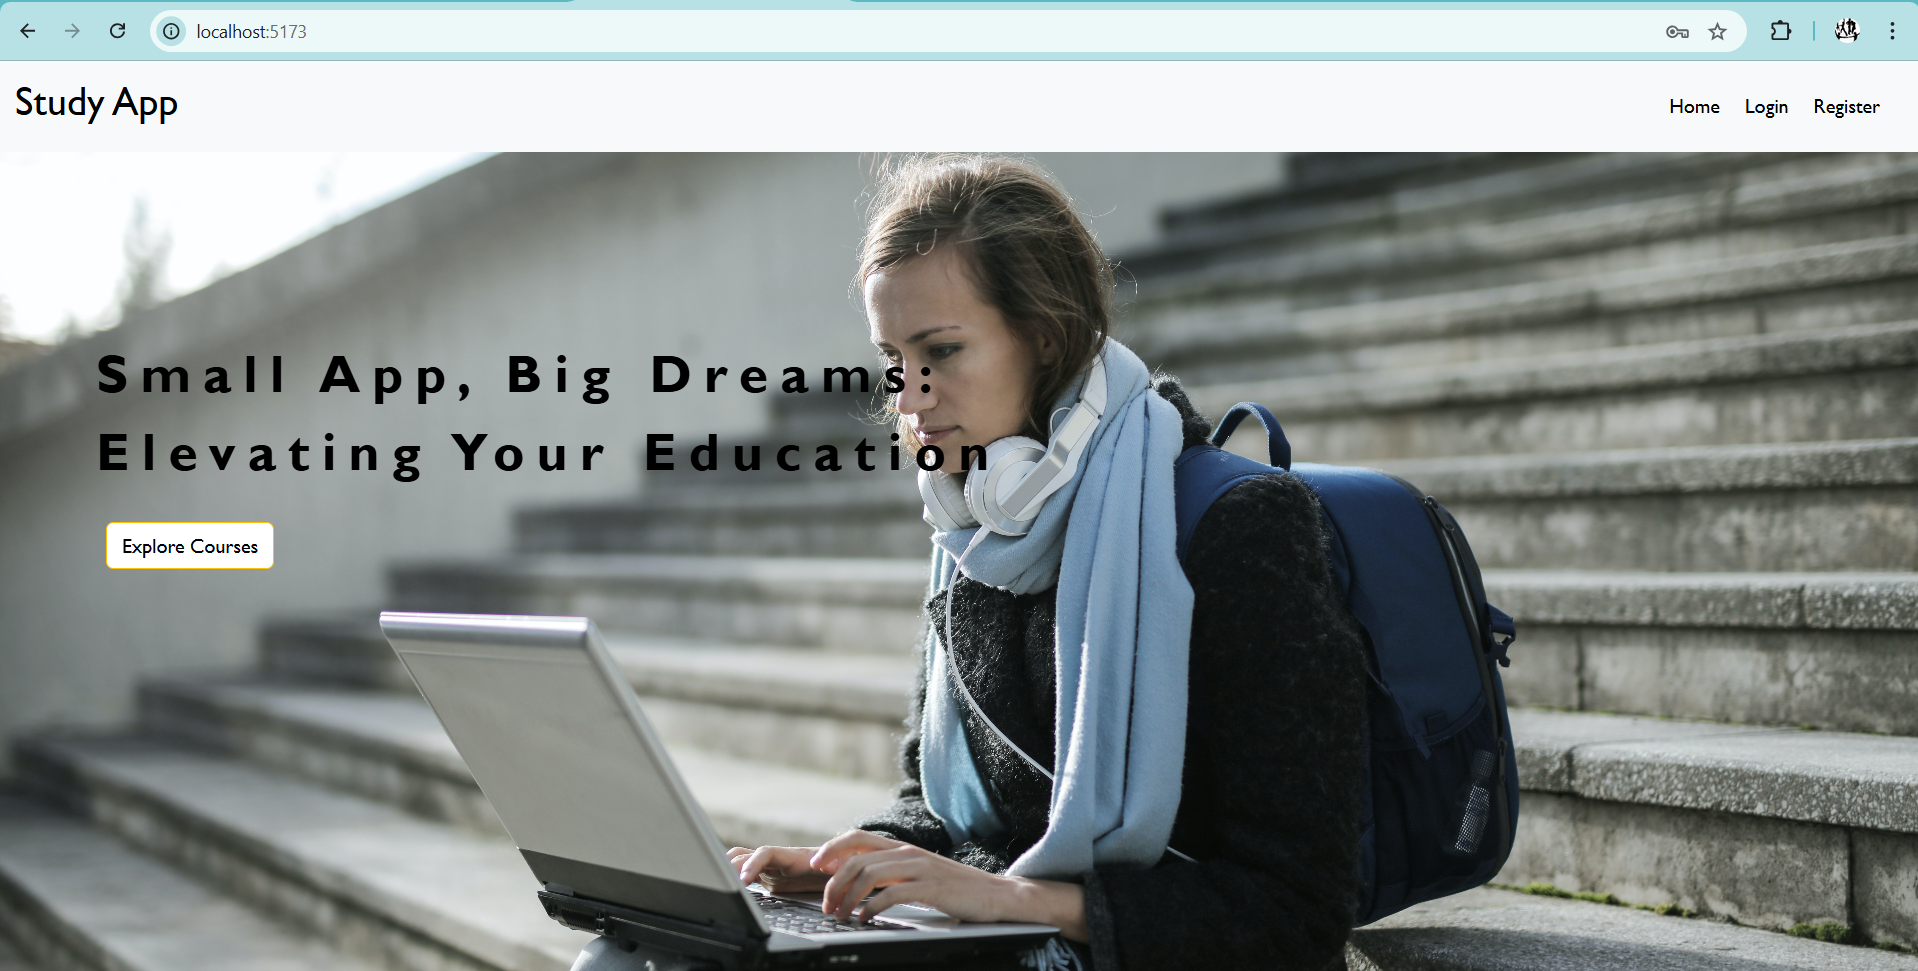 localhost:5173
Study App
Home Login Register
Small App, Big Dreams:
Elevating Your Education
Explore Courses